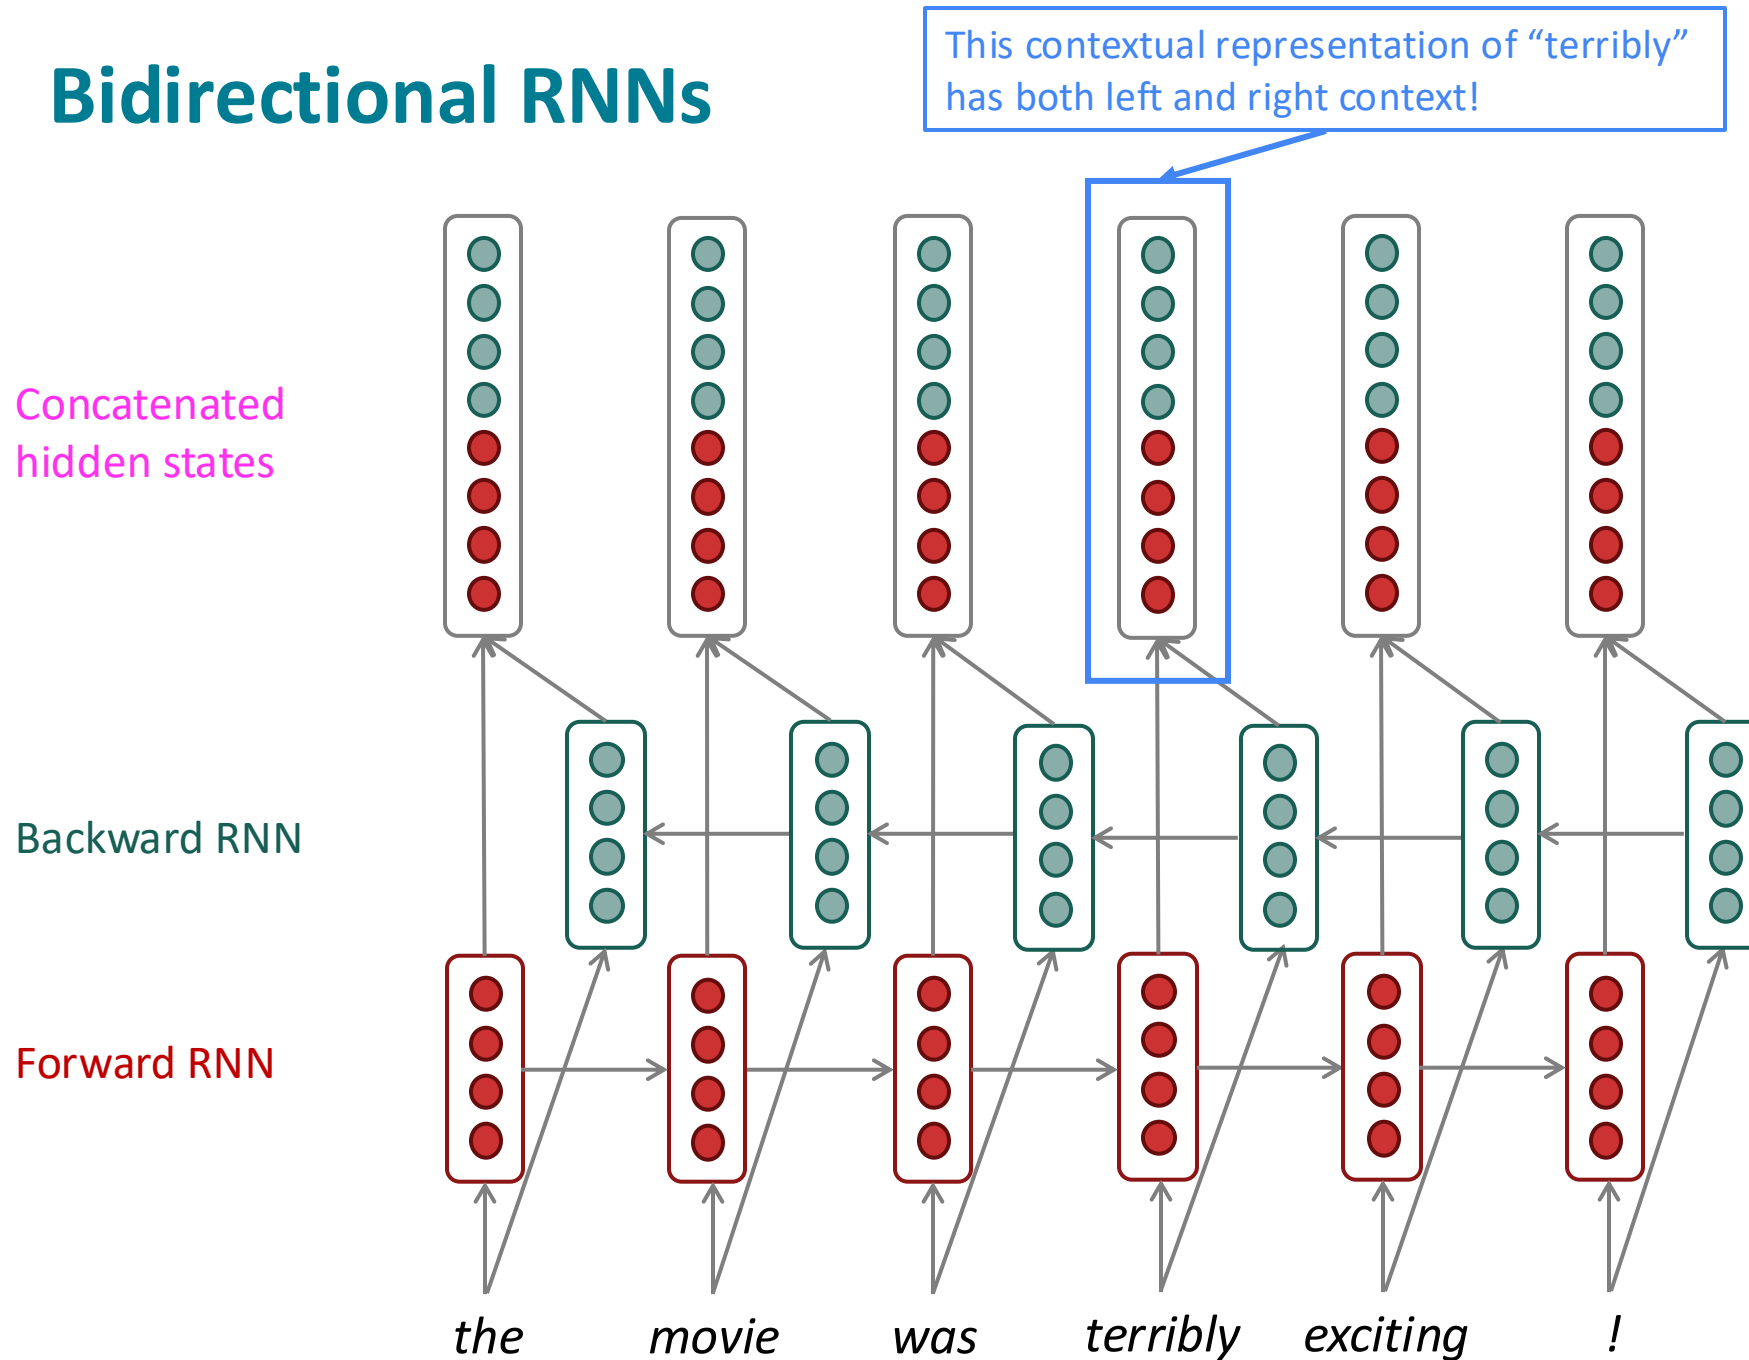 Bidirectional RNNs
This contextual representation of “terribly”
has both left and right context!
Concatenated
hidden states
Backward RNN
Forward RNN
the movie was terribly exciting !